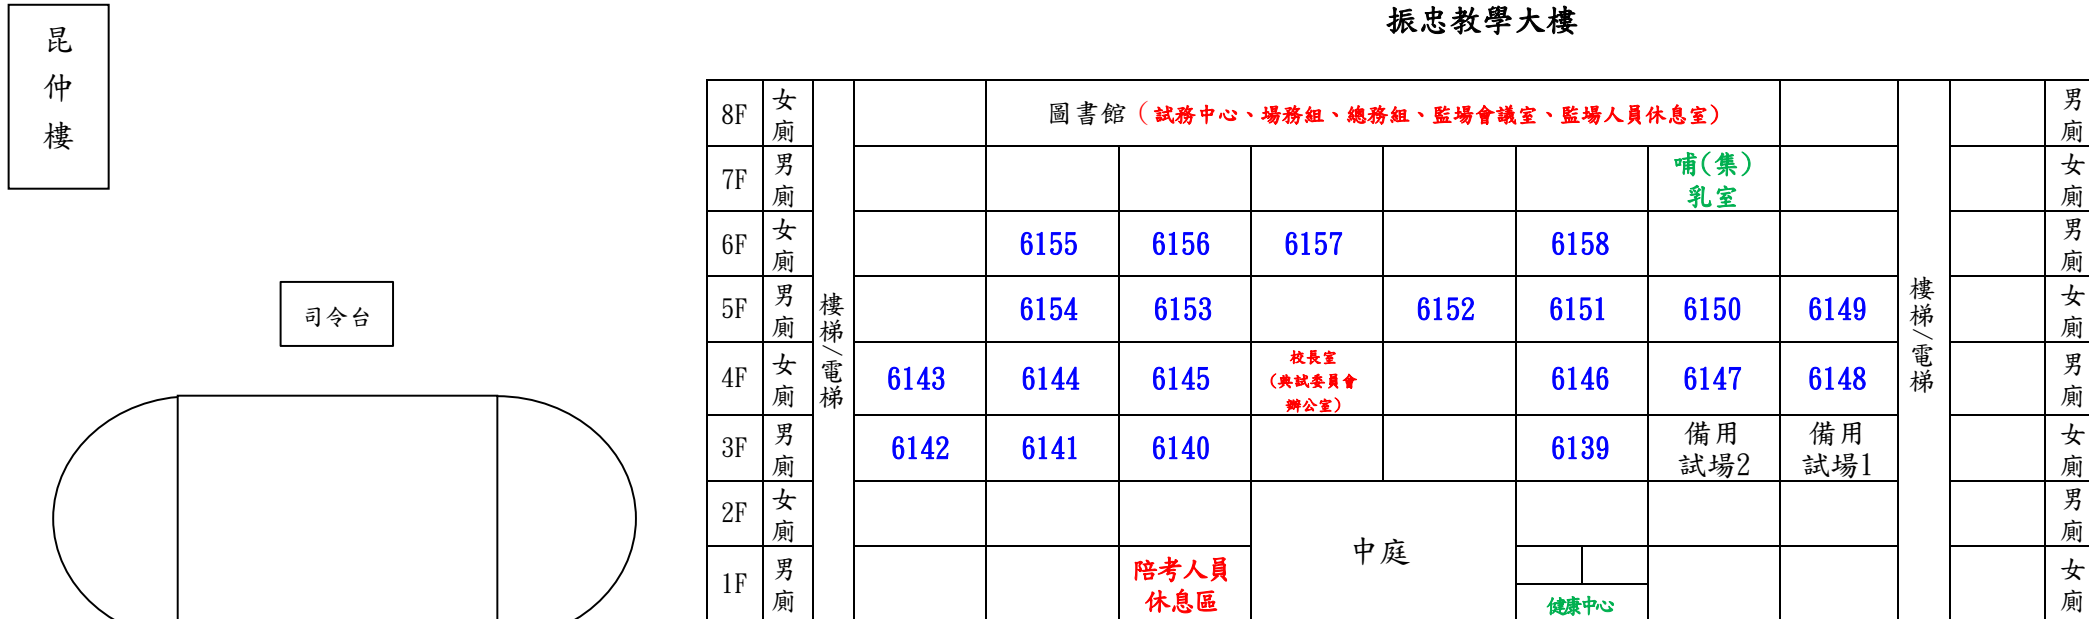 振忠教學大樓
昆
仲
樓
司令台
8F
女
廁
圖書館（試務中心、場務組、總務組、監場會議室、監場人員休息室）
男
廁
7F
男
廁
哺(集)
乳室
女
廁
6F
女
廁
6155
6156
6157
6158
男
廁
5F
男
廁
樓
梯
/
電
梯
6154
6153
6152
6151
6150
6149
樓
梯
/
電
梯
女
廁
4F
女
廁
6143
6144
6145
校長室
(典試委員會
辦公室)
6146
6147
6148
男
廁
3F
男
廁
6142
6141
6140
6139
備用
試場2
備用
試場1
女
廁
2F
女
廁
中庭
男
廁
1F
男
廁
陪考人員
休息區
健康中心
女
廁